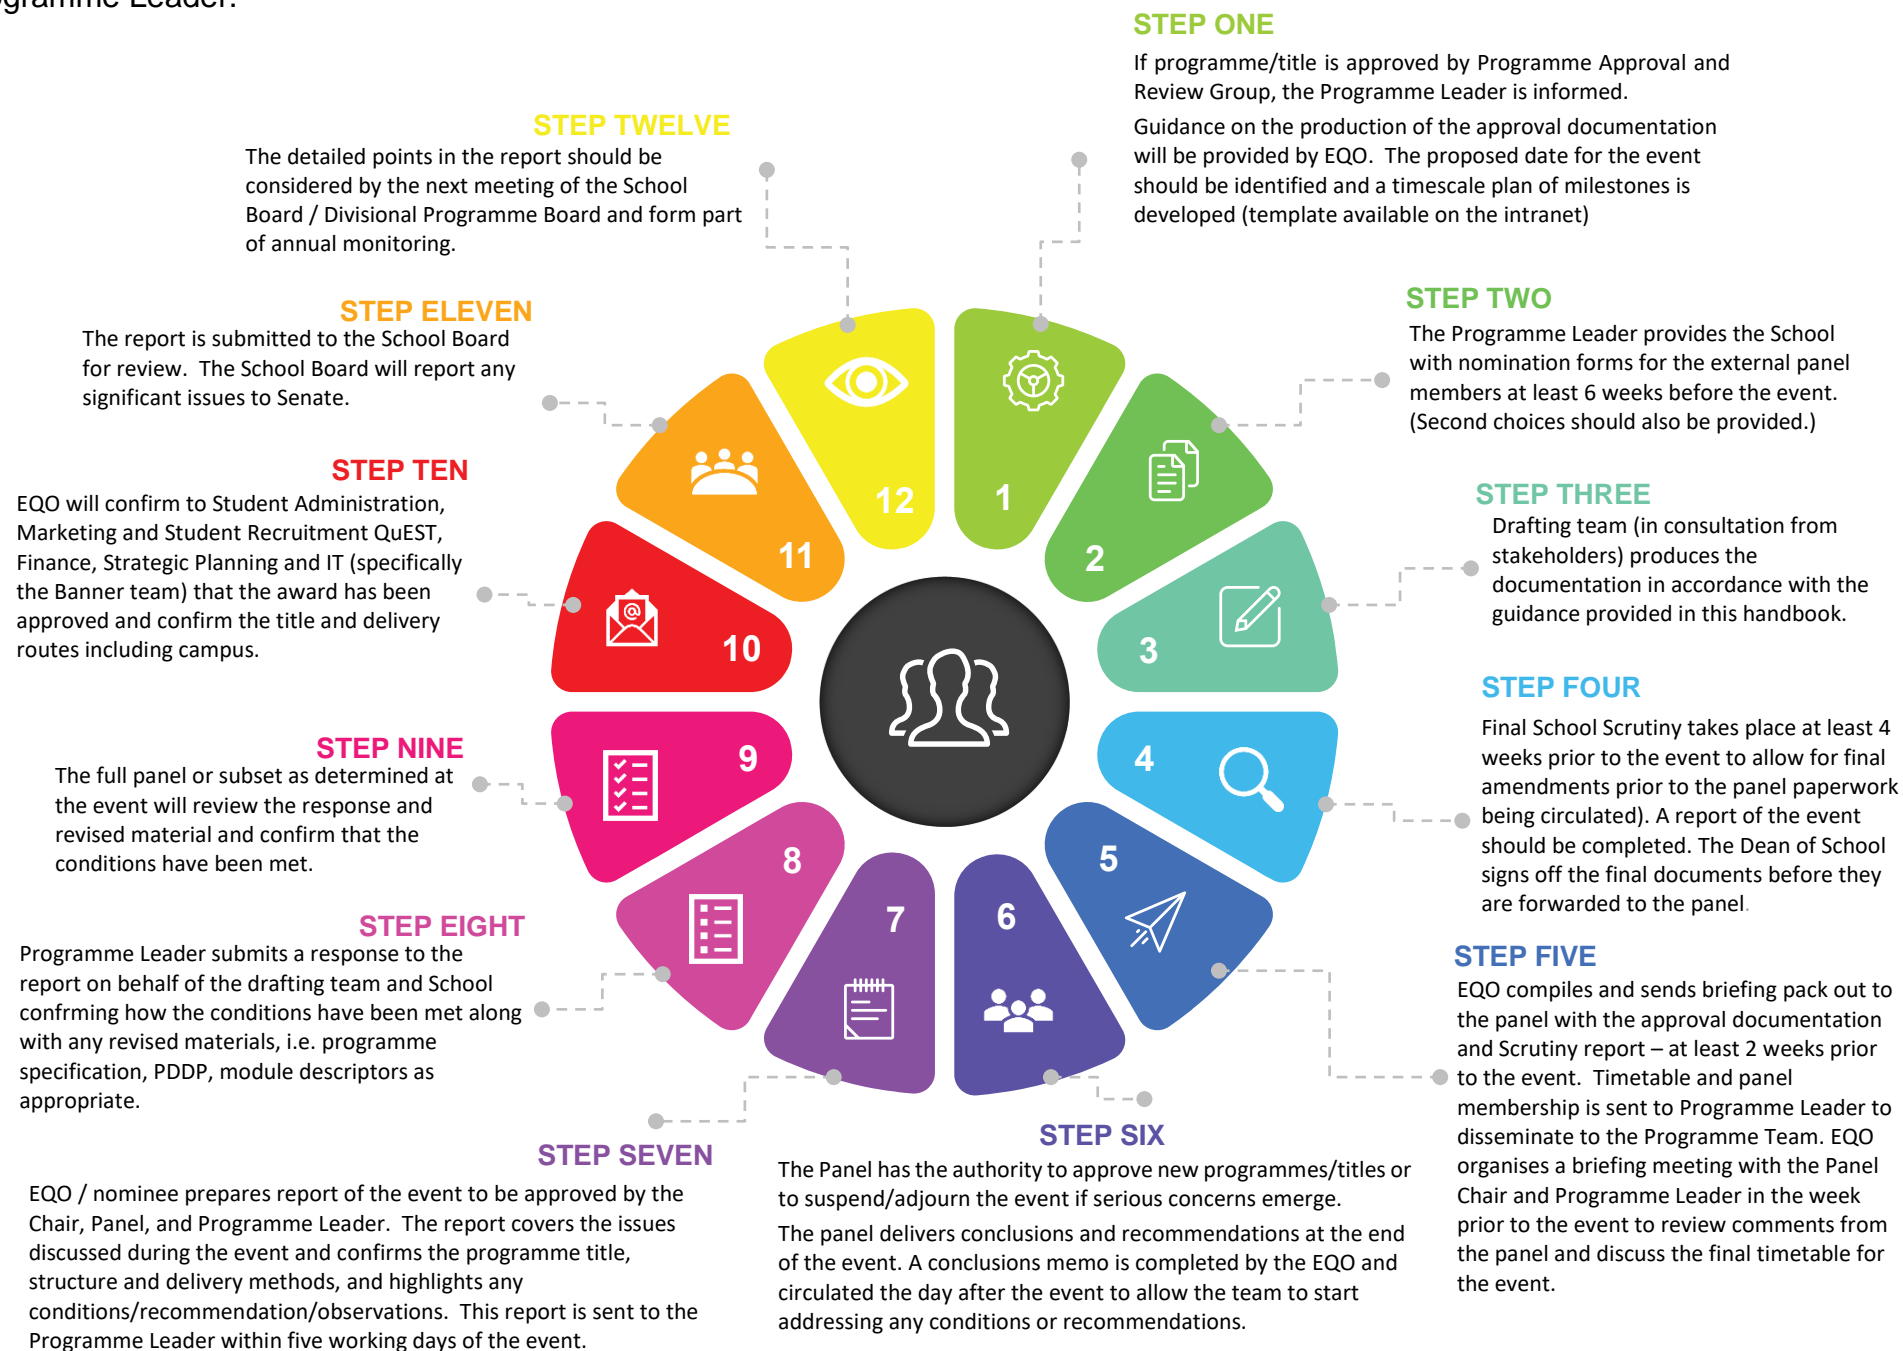 ogramme Leader.
STEP ONE
If programme/title is approved by Programme Approval and
Review Group, the Programme Leader is informed.
Guidance on the production of the approval documentation
will be provided by EQO.  The proposed date for the event
should be identified and a timescale plan of milestones is
developed (template available on the intranet)
STEP TWO
The Programme Leader provides the School
with nomination forms for the external panel
members at least 6 weeks before the event.
(Second choices should also be provided.)
STEP THREE
Drafting team (in consultation from
stakeholders) produces the
documentation in accordance with the
guidance provided in this handbook.
STEP FOUR
Final School Scrutiny takes place at least 4
weeks prior to the event to allow for final
amendments prior to the panel paperwork
being circulated). A report of the event
should be completed. The Dean of School
signs off the final documents before they
are forwarded to the panel.
STEP FIVE
EQO compiles and sends briefing pack out to
the panel with the approval documentation
and Scrutiny report – at least 2 weeks prior
to the event.  Timetable and panel
membership is sent to Programme Leader to
disseminate to the Programme Team. EQO
organises a briefing meeting with the Panel
Chair and Programme Leader in the week
prior to the event to review comments from
the panel and discuss the final timetable for
the event.
STEP SIX
The Panel has the authority to approve new programmes/titles or
to suspend/adjourn the event if serious concerns emerge.
The panel delivers conclusions and recommendations at the end
of the event. A conclusions memo is completed by the EQO and
circulated the day after the event to allow the team to start
addressing any conditions or recommendations.
STEP SEVEN
EQO / nominee prepares report of the event to be approved by the
Chair, Panel, and Programme Leader.  The report covers the issues
discussed during the event and confirms the programme title,
structure and delivery methods, and highlights any
conditions/recommendation/observations.  This report is sent to the
Programme Leader within five working days of the event.
STEP EIGHT
Programme Leader submits a response to the
report on behalf of the drafting team and School
confrming how the conditions have been met along
with any revised materials, i.e. programme
specification, PDDP, module descriptors as
appropriate.
STEP NINE
The full panel or subset as determined at
the event will review the response and
revised material and confirm that the
conditions have been met.
STEP TEN
EQO will confirm to Student Administration,
Marketing and Student Recruitment QuEST,
Finance, Strategic Planning and IT (specifically
the Banner team) that the award has been
approved and confirm the title and delivery
routes including campus.
STEP ELEVEN
The report is submitted to the School Board
for review.  The School Board will report any
significant issues to Senate.
STEP TWELVE
The detailed points in the report should be
considered by the next meeting of the School
Board / Divisional Programme Board and form part
of annual monitoring.
1
2
3
4
5
6
7
8
9
10
11
12
@